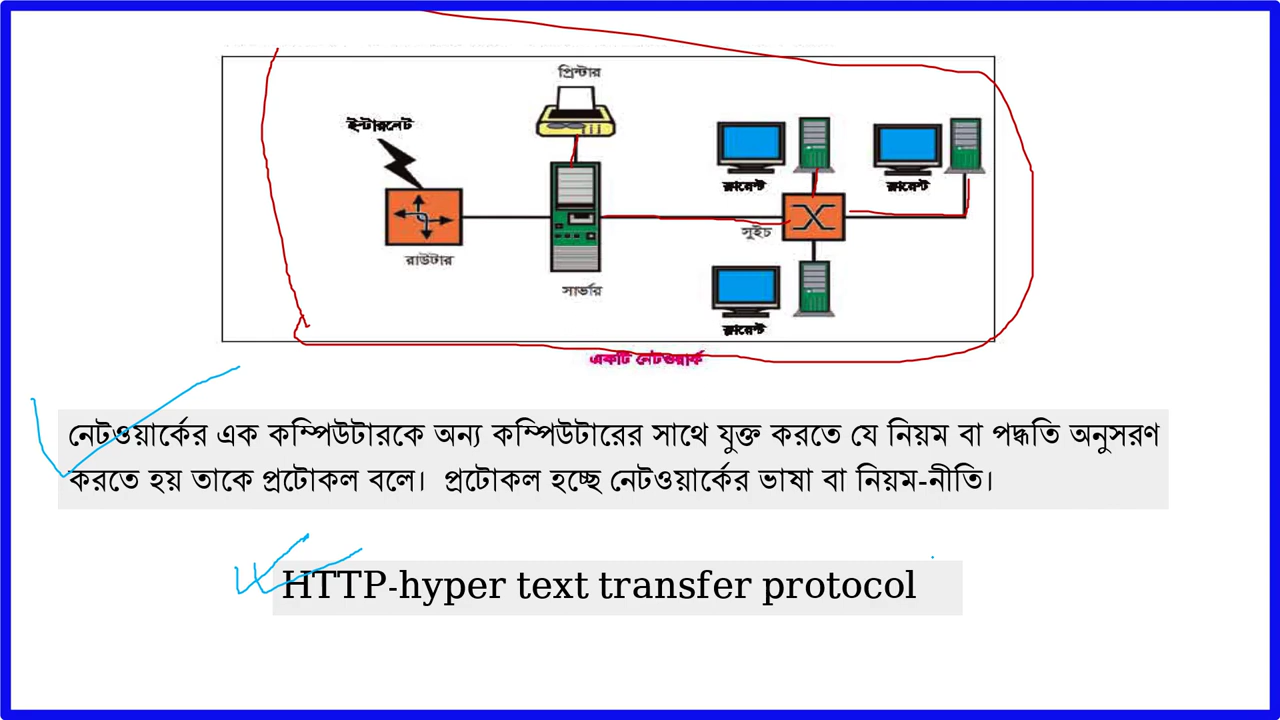 প্রিন্টার
ইন্টারনেট
ক্লায়েন্ট
ক্লায়েন্ট
সুইচ
রাউটার
সার্ভার
ক্লায়েন্ট
একটি নেটওয়ার্ক
নেটওয়ার্কের এক কম্পিউটারকে অন্য কম্পিউটারের সাথে যুক্ত করতে যে নিয়ম বা পদ্ধতি অনুসরণ
করতে হয় তাকে প্রটোকল বলে। প্রটোকল হচ্ছে নেটওয়ার্কের ভাষা বা নিয়ম-নীতি।
HTTP-hyper text transfer protocol